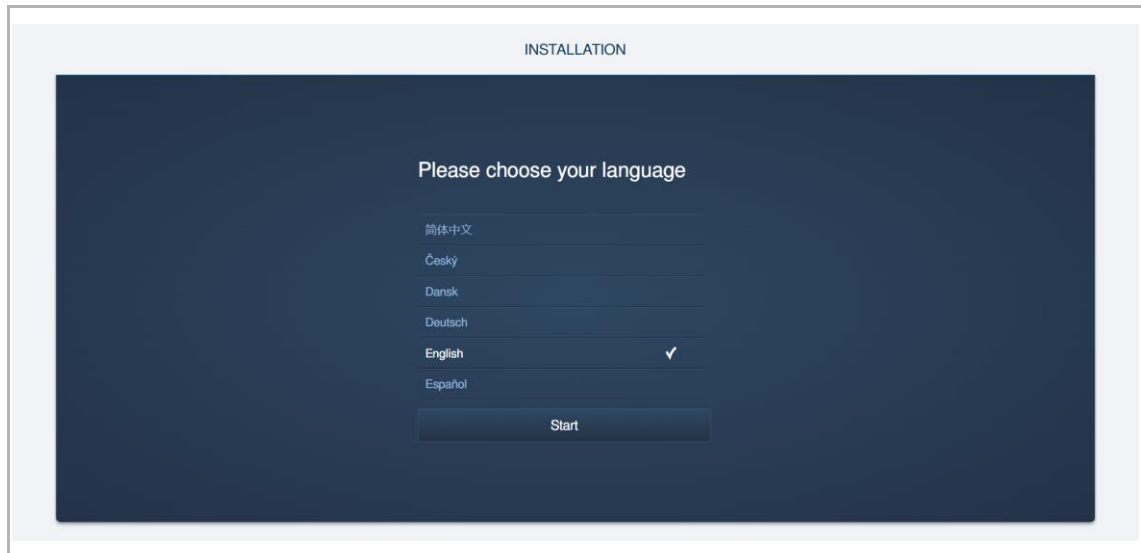 INSTALLATION
Please choose your language
简体中文
Český
Dansk
Deutsch
English
Español
Start